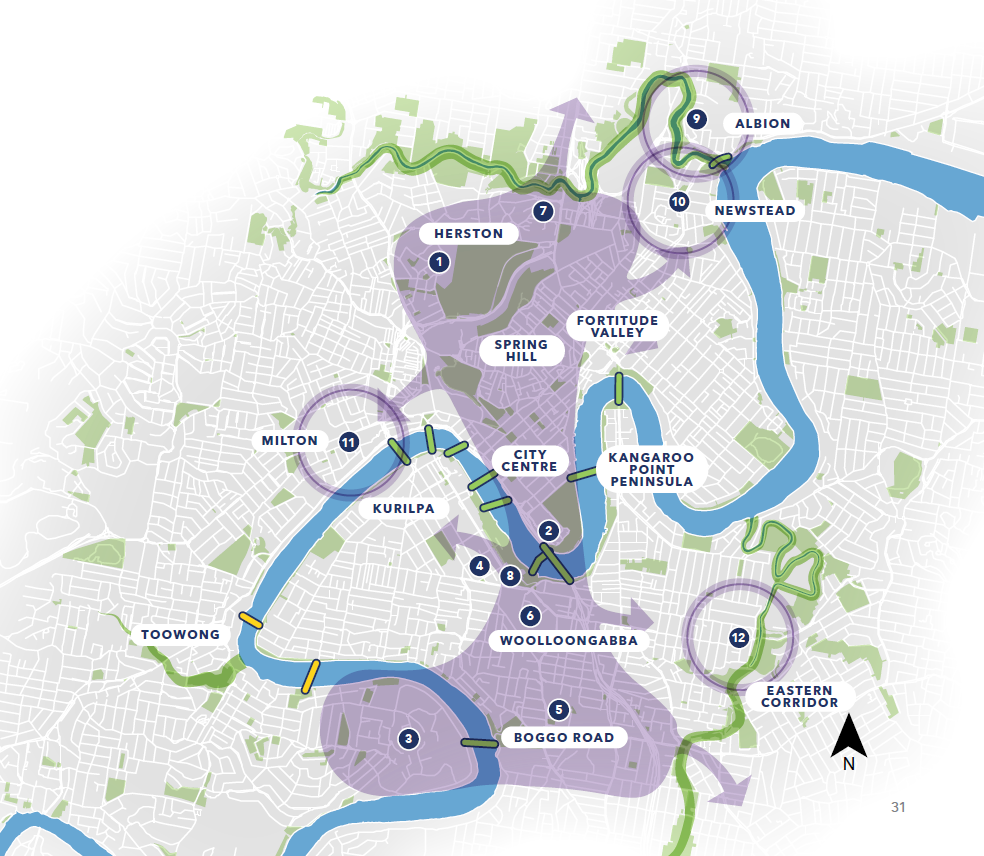 9
ALBION
10
NEWSTEAD
7
HERSTON
1
FORTITUDE
VALLEY
SPRING
HILL
MILTON
11
CITY
CENTRE
KANGAROO
POINT
PENINSULA
KURILPA
2
4
8
6
WOOLLOONGABBA
TOOWONG
12
EASTERN
CORRIDOR
5
3
BOGGO ROAD
N
31